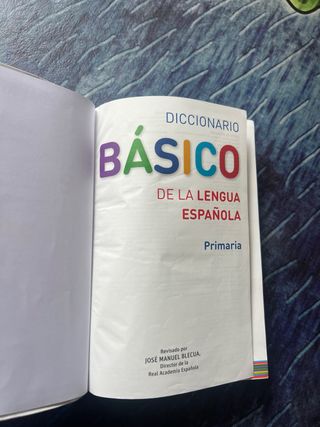 DICCIONARIO
BÁSICO
DE LA LENGUA
ESPAÑOLA
Primaria
Revisado por
JOSÉ MANUEL BLECUA,
Director de la
Real Academia Española